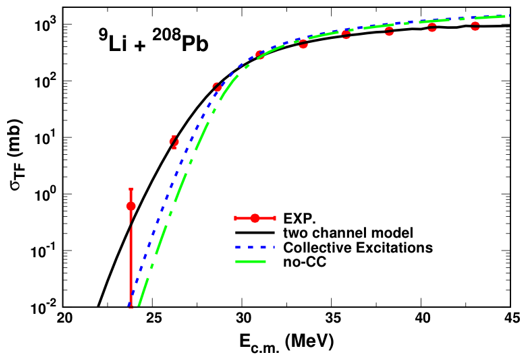 10³
10²
10¹
10⁰
10⁻¹
10⁻²
σTF (mb)
⁹Li + ²⁰⁸Pb
EXP.
two channel model
Collective Excitations
no-CC
20 25 30 35 40 45
Ec.m. (MeV)